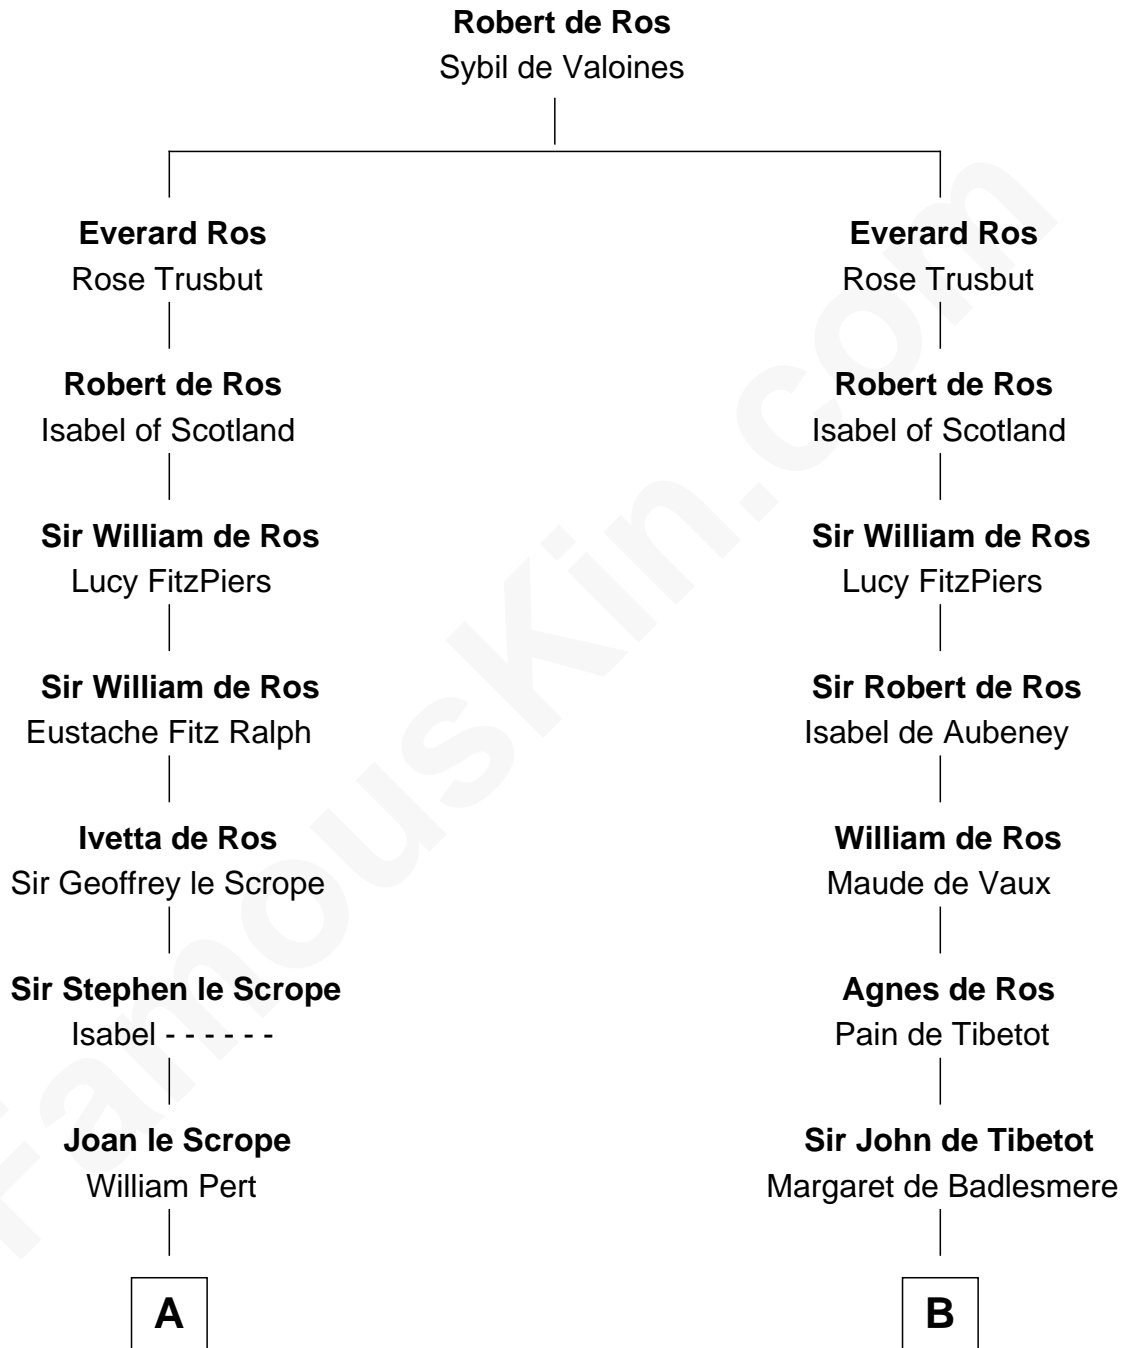 Robert de Ros
Sybil de Valoines
Everard Ros
Rose Trusbut
Everard Ros
Rose Trusbut
Robert de Ros
Isabel of Scotland
Robert de Ros
Isabel of Scotland
Sir William de Ros
Lucy FitzPiers
Sir William de Ros
Lucy FitzPiers
Sir William de Ros
Eustache Fitz Ralph
Sir Robert de Ros
Isabel de Aubeney
Ivetta de Ros
Sir Geoffrey le Scrope
William de Ros
Maude de Vaux
Sir Stephen le Scrope
Isabel - - - - - -
Agnes de Ros
Pain de Tibetot
Joan le Scrope
William Pert
Sir John de Tibetot
Margaret de Badlesmere
A
B
FamousKin.com